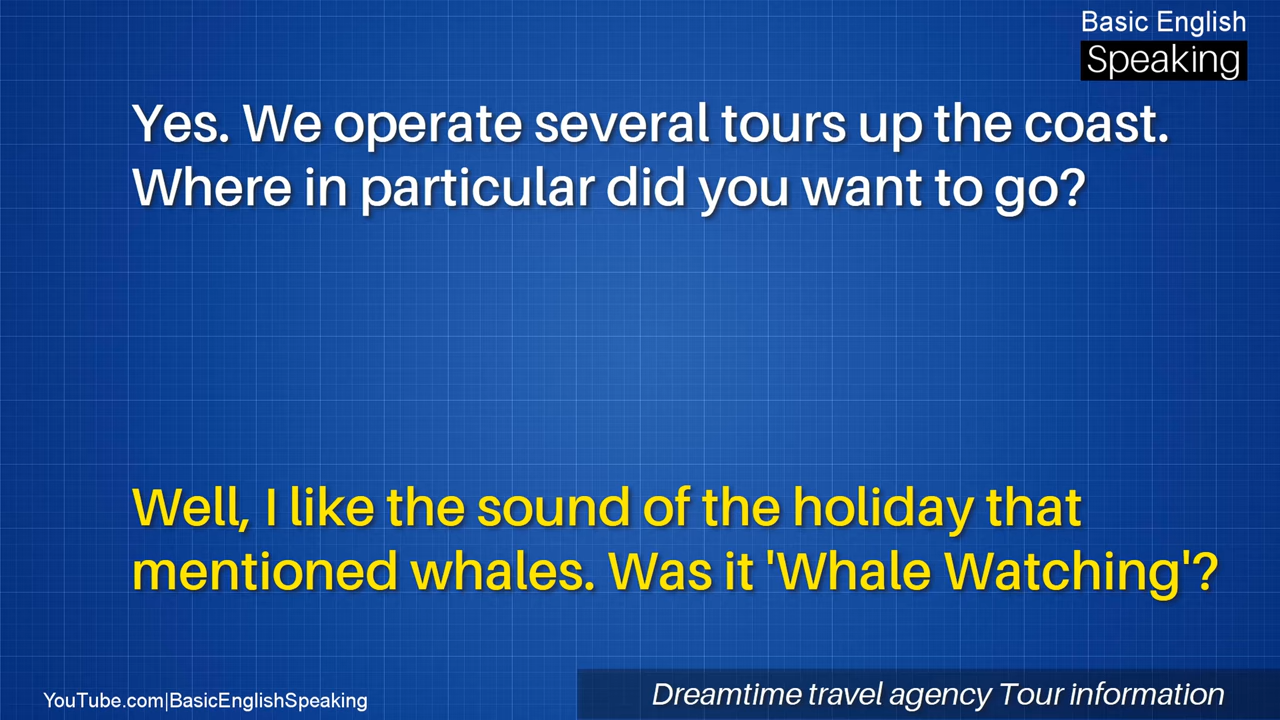 Basic English
Speaking
Yes. We operate several tours up the coast.
Where in particular did you want to go?
Well, I like the sound of the holiday that
mentioned whales. Was it 'Whale Watching'?
YouTube.com|BasicEnglishSpeaking
Dreamtime travel agency Tour information